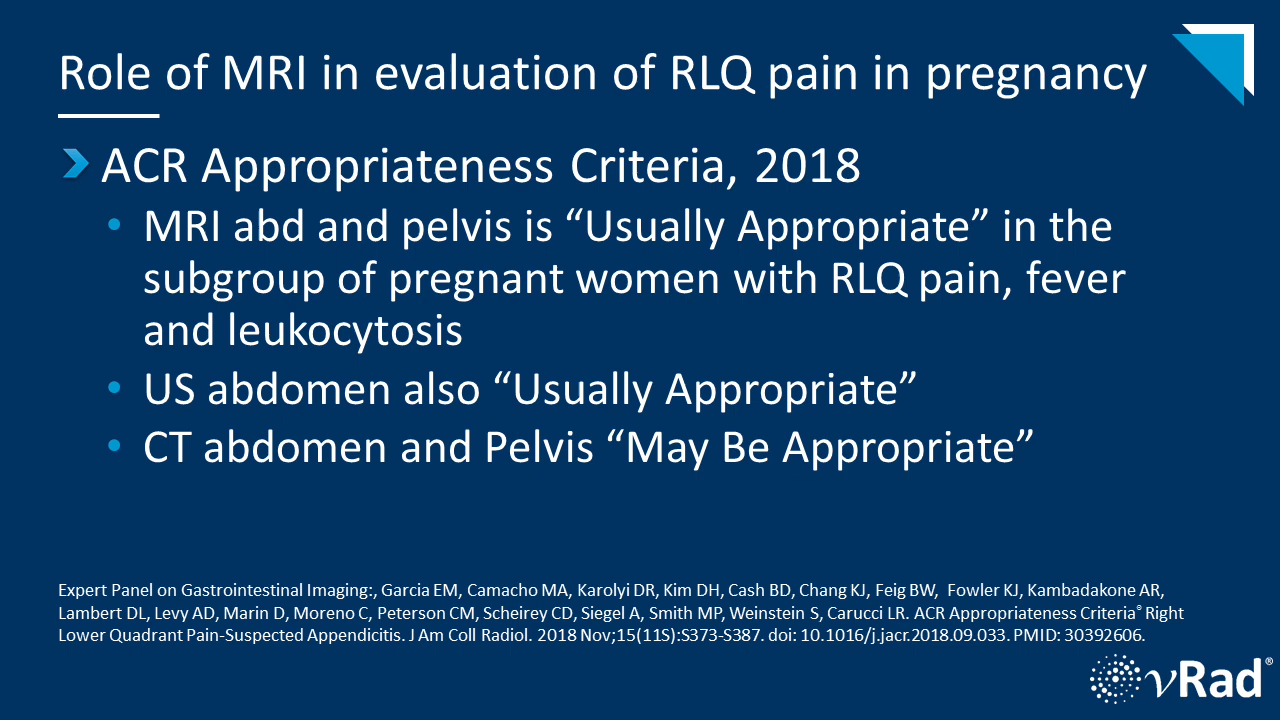 Role of MRI in evaluation of RLQ pain in pregnancy
ACR Appropriateness Criteria, 2018
• MRI abd and pelvis is “Usually Appropriate” in the
subgroup of pregnant women with RLQ pain, fever
and leukocytosis
• US abdomen also “Usually Appropriate”
• CT abdomen and Pelvis “May Be Appropriate”
Expert Panel on Gastrointestinal Imaging:, Garcia EM, Camacho MA, Karolyi DR, Kim DH, Cash BD, Chang KJ, Feig BW,  Fowler KJ, Kambadakone AR,
Lambert DL, Levy AD, Marin D, Moreno C, Peterson CM, Scheirey CD, Siegel A, Smith MP, Weinstein S, Carucci LR. ACR Appropriateness Criteria® Right
Lower Quadrant Pain-Suspected Appendicitis. J Am Coll Radiol. 2018 Nov;15(11S):S373-S387. doi: 10.1016/j.jacr.2018.09.033. PMID: 30392606.
vRad®